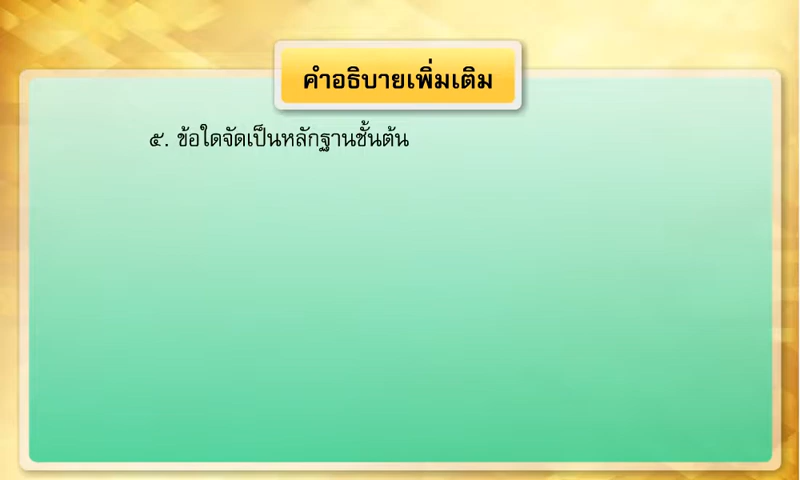 คำอธิบายเพิ่มเติม
๕. ข้อใดจัดเป็นหลักฐานชั้นต้น